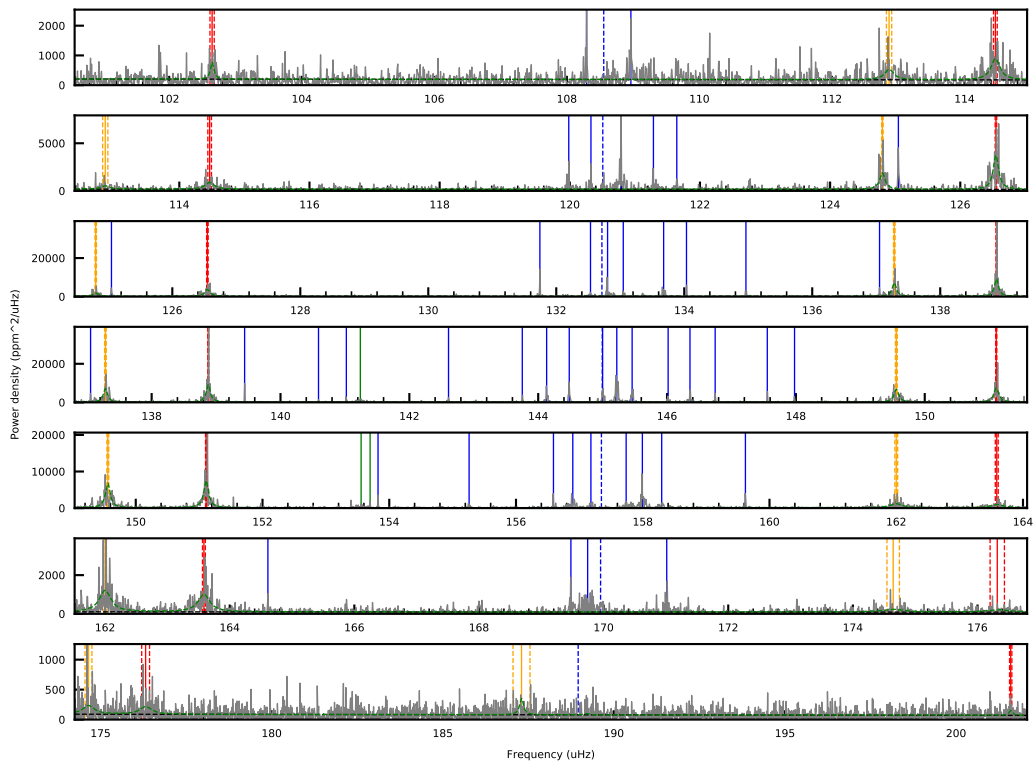 2000
1000
0
102 104 106 108 110 112 114
5000
0
114 116 118 120 122 124 126
20000
0
126 128 130 132 134 136 138
20000
0
138 140 142 144 146 148 150
20000
10000
0
150 152 154 156 158 160 162 164
2000
0
162 164 166 168 170 172 174 176
1000
500
0
175 180 185 190 195 200
Power density (ppm^2/uHz)
Frequency (uHz)